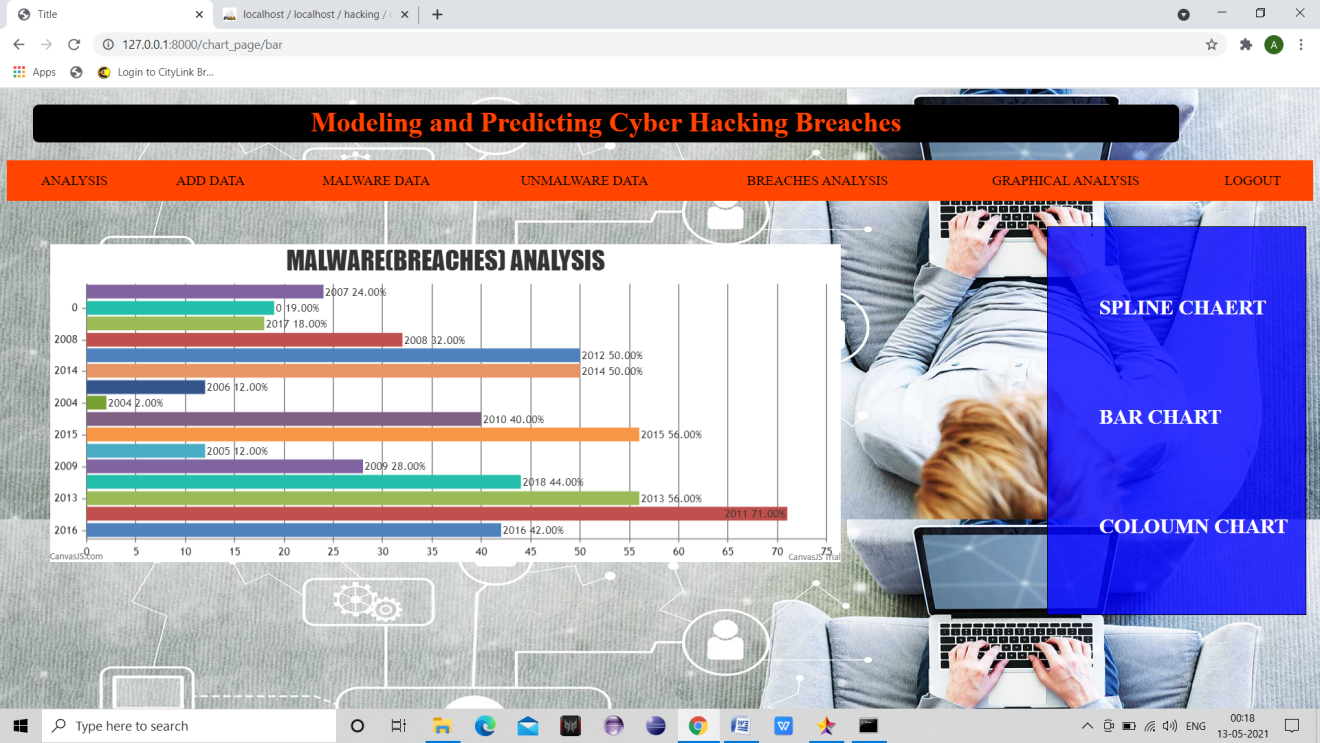 Title
localhost / localhost / hacking / 
127.0.0.1:8000/chart_page/bar
A
Apps
Login to CityLink Br...
Modeling and Predicting Cyber Hacking Breaches
ANALYSIS ADD DATA MALWARE DATA UNMALWARE DATA BREACHES ANALYSIS GRAPHICAL ANALYSIS LOGOUT
MALWARE(BREACHES) ANALYSIS
2007 24.00%
0 0 19.00%
2017 18.00%
2008 2008 32.00%
2012 50.00%
2014 2014 50.00%
2006 12.00%
2004 2004 2.00%
2010 40.00%
2015 2015 56.00%
2005 12.00%
2009 2009 28.00%
2018 44.00%
2013 2013 56.00%
2011 71.00%
2016 2016 42.00%
0 5 10 15 20 25 30 35 40 45 50 55 60 65 70 75
CanvasJS.com CanvasJS Trial
SPLINE CHAERT
BAR CHART
COLOUMN CHART
Type here to search
W
ENG
00:18
13-05-2021